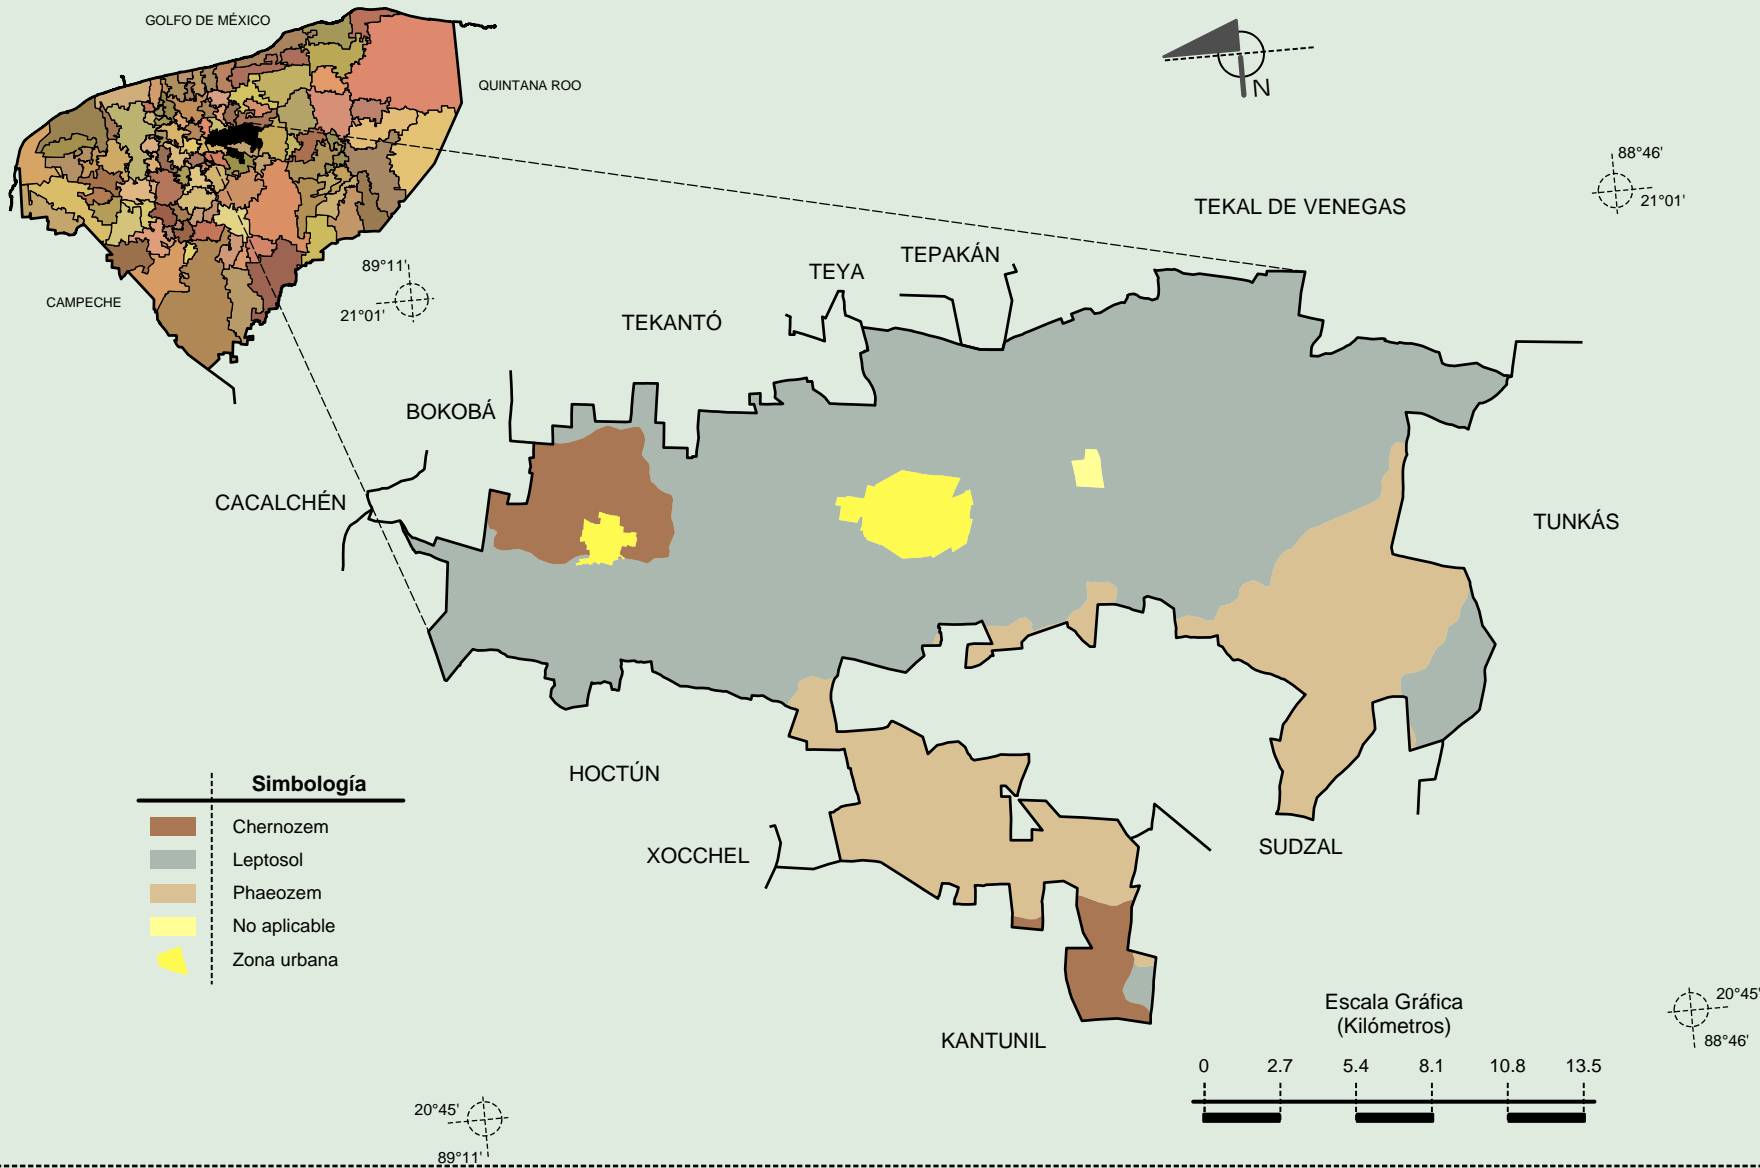 GOLFO DE MÉXICO
QUINTANA ROO
CAMPECHE
N
88°46'
21°01'
89°11'
21°01'
TEKAL DE VENEGAS
TEPAKÁN
TEYA
TEKANTÓ
BOKOBÁ
CACALCHÉN
TUNKÁS
HOCTÚN
XOCCHEL
SUDZAL
KANTUNIL
Simbología
Chernozem
Leptosol
Phaeozem
No aplicable
Zona urbana
Escala Gráfica
(Kilómetros)
0 2.7 5.4 8.1 10.8 13.5
20°45'
88°46'
20°45'
89°11'